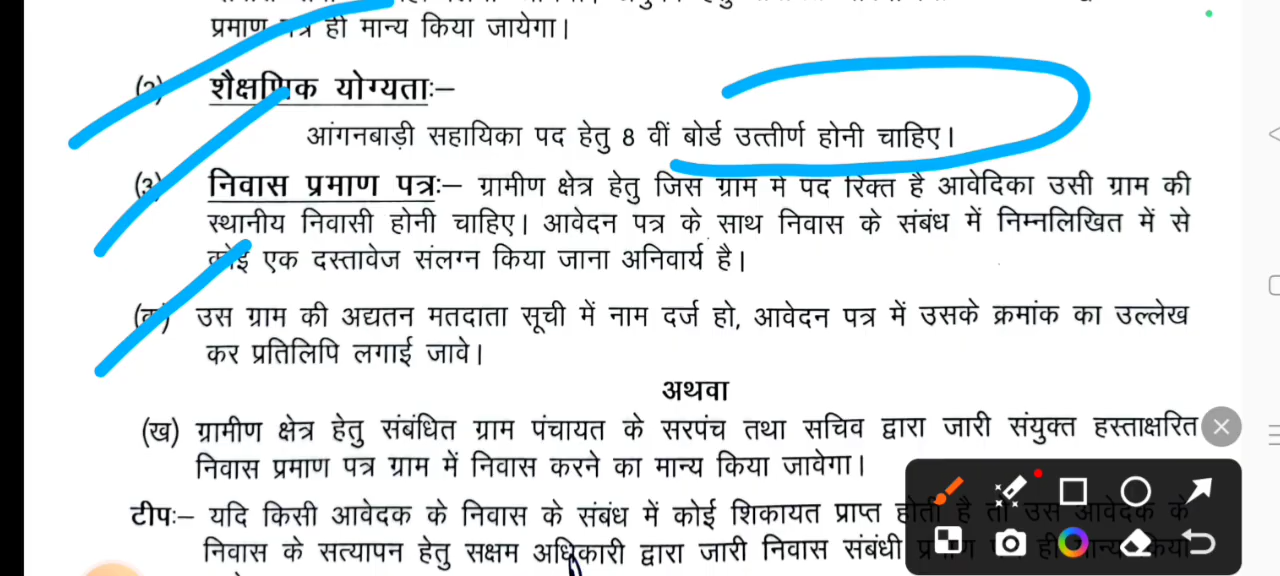 प्रमाण पत्र ही मान्य किया जायेगा।
(2) शैक्षणिक योग्यताः–
आंगनबाड़ी सहायिका पद हेतु 8 वीं बोर्ड उत्तीर्ण होनी चाहिए।
(3) निवास प्रमाण पत्रः– ग्रामीण क्षेत्र हेतु जिस ग्राम में पद रिक्त है आवेदिका उसी ग्राम की
स्थानीय निवासी होनी चाहिए। आवेदन पत्र के साथ निवास के संबंध में निम्नलिखित में से
कोई एक दस्तावेज संलग्न किया जाना अनिवार्य है।
(क) उस ग्राम की अद्यतन मतदाता सूची में नाम दर्ज हो, आवेदन पत्र में उसके क्रमांक का उल्लेख
कर प्रतिलिपि लगाई जावे।
अथवा
(ख) ग्रामीण क्षेत्र हेतु संबंधित ग्राम पंचायत के सरपंच तथा सचिव द्वारा जारी संयुक्त हस्ताक्षरित
निवास प्रमाण पत्र ग्राम में निवास करने का मान्य किया जावेगा।
टीपः– यदि किसी आवेदक के निवास के संबंध में कोई शिकायत प्राप्त होती है तो उस आवेदक के
निवास के सत्यापन हेतु सक्षम अधिकारी द्वारा जारी निवास संबंधी प्रमाण ही मान्य किया